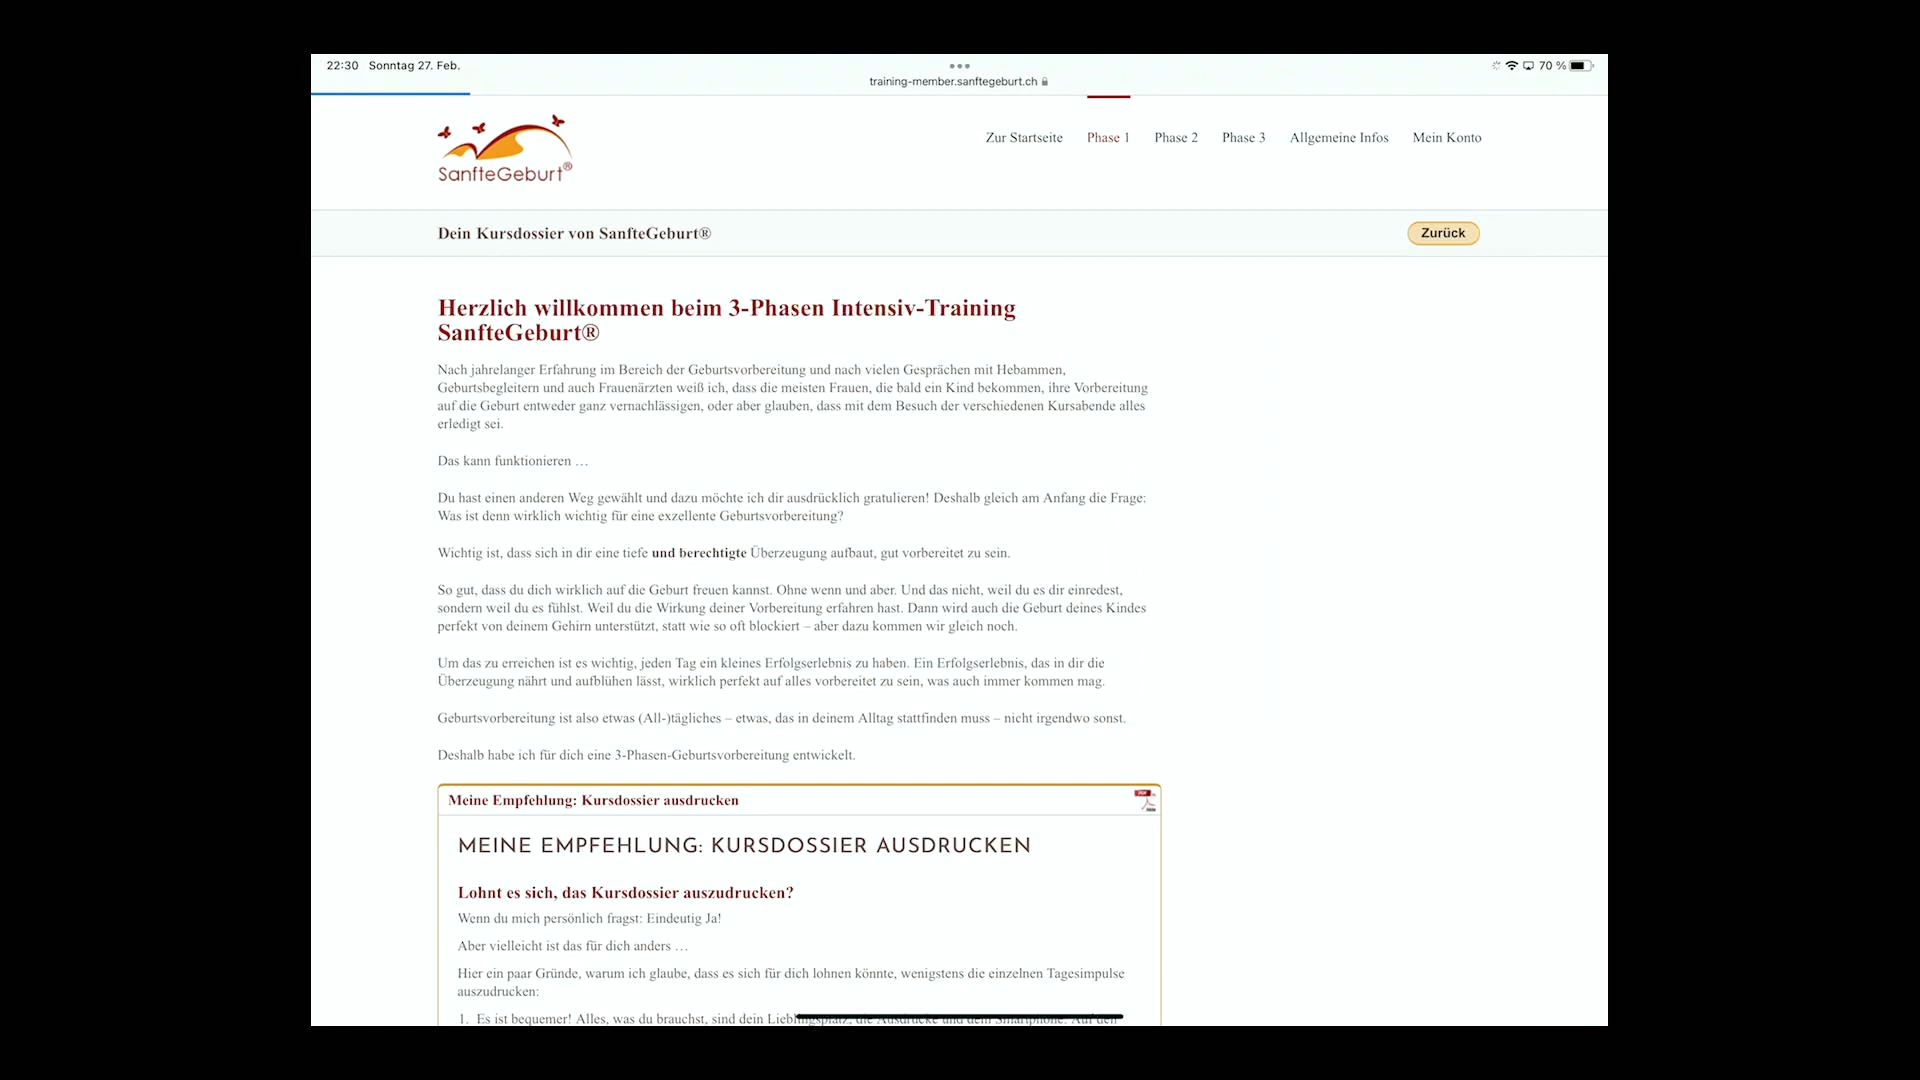 22:30 Sonntag 27. Feb.
training-member.sanftegeburt.ch
70 %
SanfteGeburt®
Zur Startseite Phase 1 Phase 2 Phase 3 Allgemeine Infos Mein Konto
Dein Kursdossier von SanfteGeburt®
Zurück
Herzlich willkommen beim 3-Phasen Intensiv-Training
SanfteGeburt®
Nach jahrelanger Erfahrung im Bereich der Geburtsvorbereitung und nach vielen Gesprächen mit Hebammen,
Geburtsbegleitern und auch Frauenärzten weiß ich, dass die meisten Frauen, die bald ein Kind bekommen, ihre Vorbereitung
auf die Geburt entweder ganz vernachlässigen, oder aber glauben, dass mit dem Besuch der verschiedenen Kursabende alles
erledigt sei.
Das kann funktionieren …
Du hast einen anderen Weg gewählt und dazu möchte ich dir ausdrücklich gratulieren! Deshalb gleich am Anfang die Frage:
Was ist denn wirklich wichtig für eine exzellente Geburtsvorbereitung?
Wichtig ist, dass sich in dir eine tiefe und berechtigte Überzeugung aufbaut, gut vorbereitet zu sein.
So gut, dass du dich wirklich auf die Geburt freuen kannst. Ohne wenn und aber. Und das nicht, weil du es dir einredest,
sondern weil du es fühlst. Weil du die Wirkung deiner Vorbereitung erfahren hast. Dann wird auch die Geburt deines Kindes
perfekt von deinem Gehirn unterstützt, statt wie so oft blockiert – aber dazu kommen wir gleich noch.
Um das zu erreichen ist es wichtig, jeden Tag ein kleines Erfolgserlebnis zu haben. Ein Erfolgserlebnis, das in dir die
Überzeugung nährt und aufblühen lässt, wirklich perfekt auf alles vorbereitet zu sein, was auch immer kommen mag.
Geburtsvorbereitung ist also etwas (All-)tägliches – etwas, das in deinem Alltag stattfinden muss – nicht irgendwo sonst.
Deshalb habe ich für dich eine 3-Phasen-Geburtsvorbereitung entwickelt.
Meine Empfehlung: Kursdossier ausdrucken
MEINE EMPFEHLUNG: KURSDOSSIER AUSDRUCKEN
Lohnt es sich, das Kursdossier auszudrucken?
Wenn du mich persönlich fragst: Eindeutig Ja!
Aber vielleicht ist das für dich anders …
Hier ein paar Gründe, warum ich glaube, dass es sich für dich lohnen könnte, wenigstens die einzelnen Tagesimpulse
auszudrucken:
1. Es ist bequemer! Alles, was du brauchst, sind dein Lieblingsplatz, die Ausdrucke und dein Smartphone. Auf den